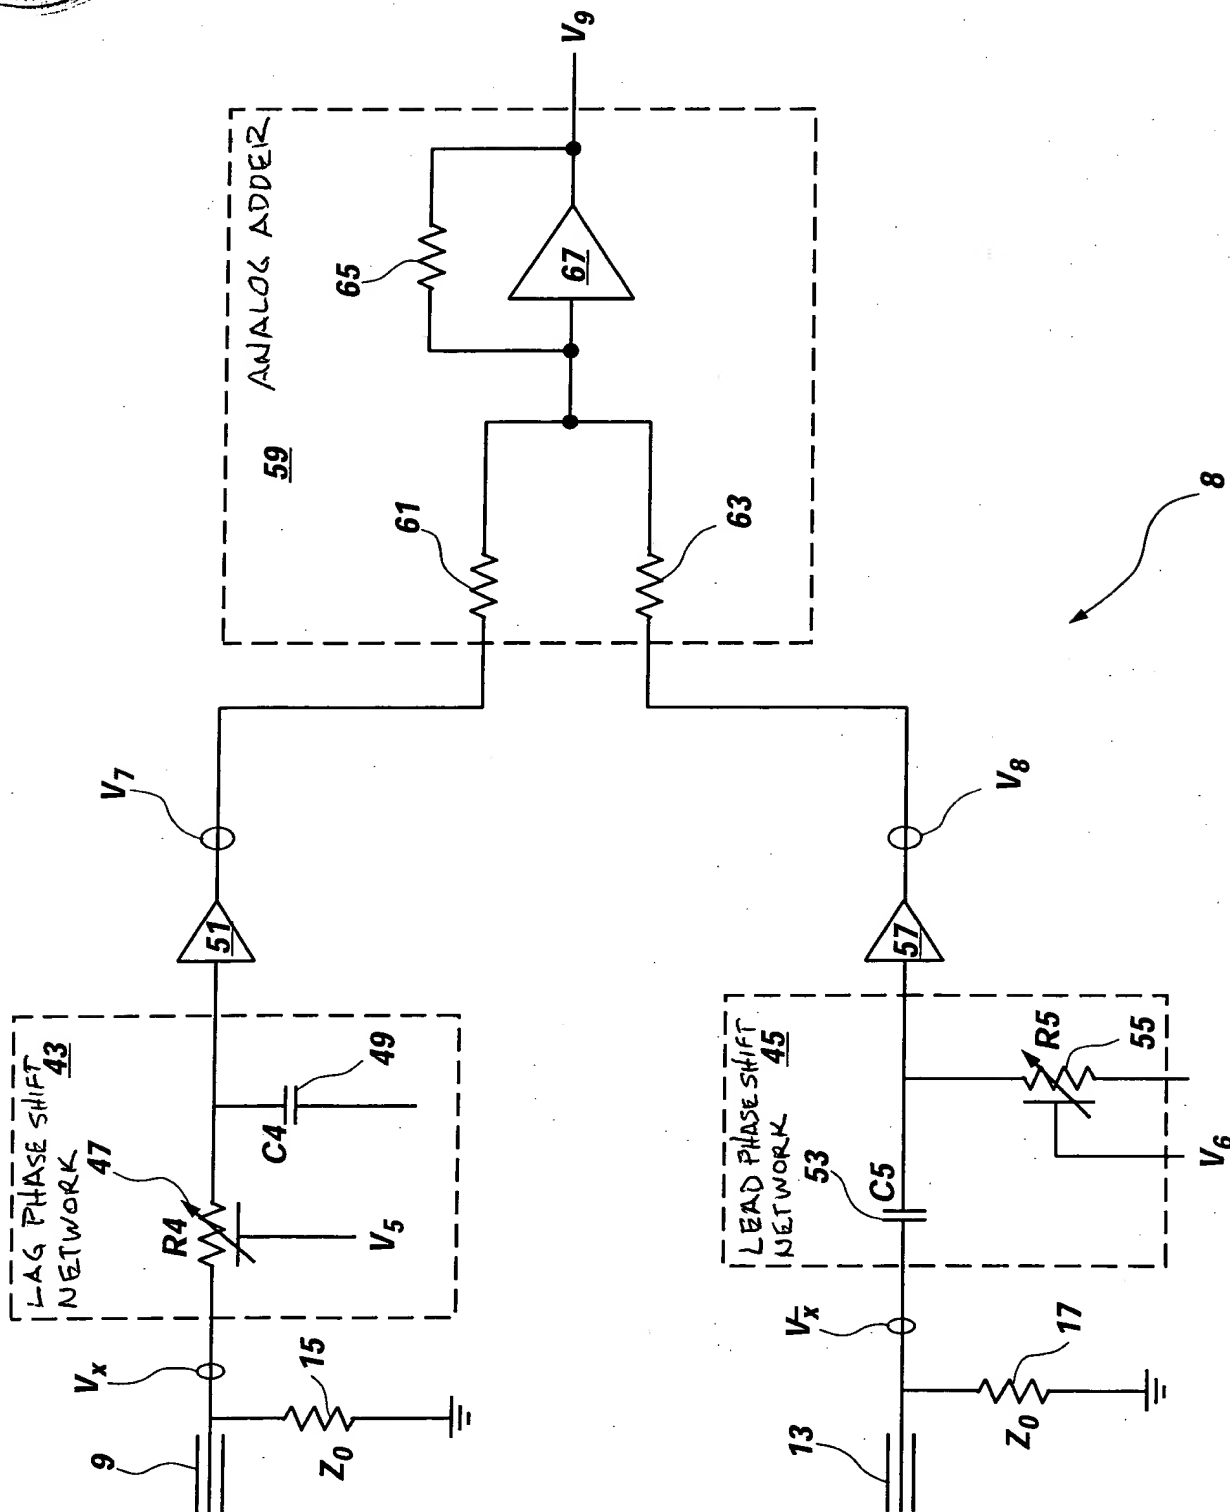 9
Vx
Z0
15
LAG PHASE SHIFT
NETWORK
43
47
R4
V5
C4
49
51
V7
ANALOG ADDER
59
61
63
65
67
V9
13
V̅x
Z0
17
LEAD PHASE SHIFT
NETWORK
45
53
C5
R5
55
V6
57
V8
8